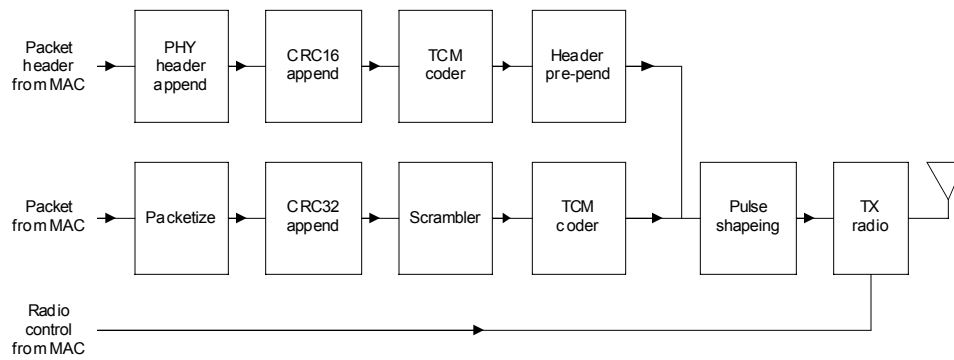 Packet
header
from MAC
PHY
header
append
CRC16
append
TCM
coder
Header
pre-pend
Packet
from MAC
Packetize
CRC32
append
Scrambler
TCM
coder
Pulse
shapeing
TX
radio
Radio
control
from MAC